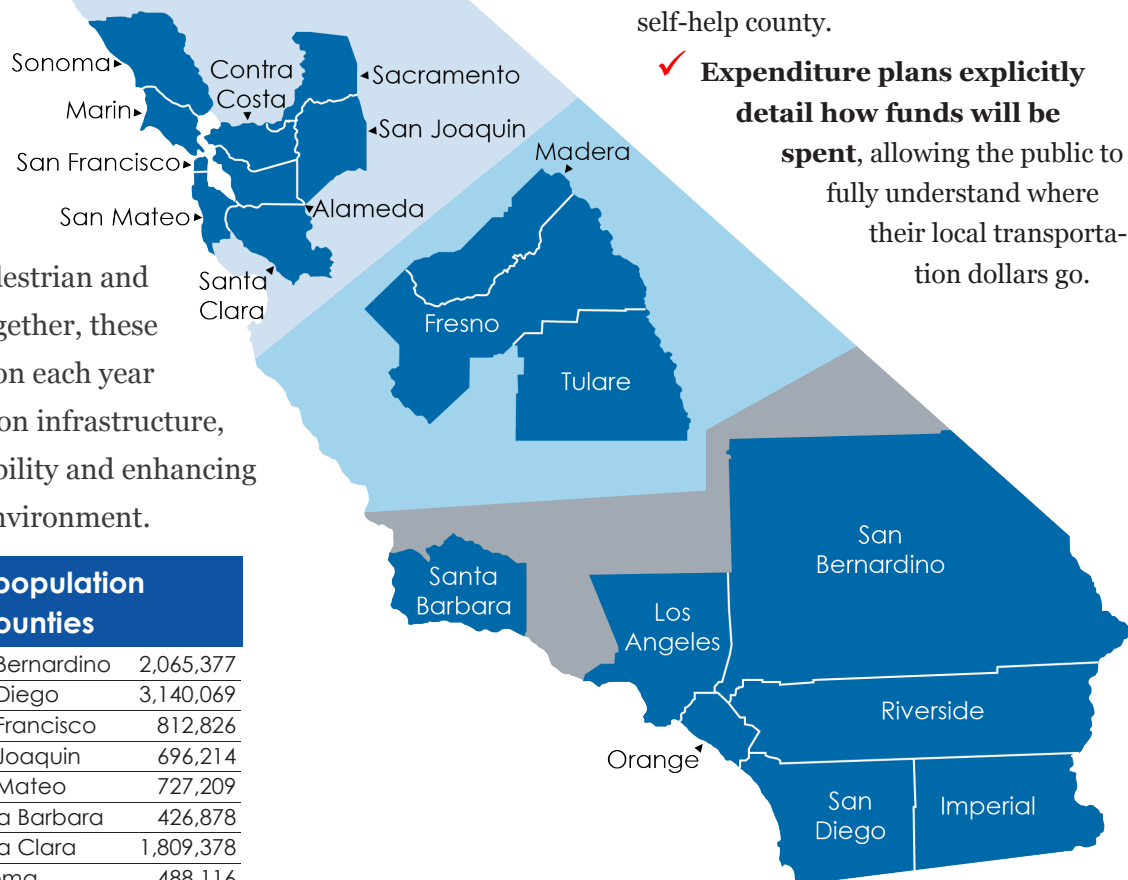 self-help county.
✓ Expenditure plans explicitly
detail how funds will be
spent, allowing the public to
fully understand where
their local transporta-
tion dollars go.
Sonoma
Marin
San Francisco
San Mateo
Contra
Costa
Sacramento
San Joaquin
Alameda
Santa
Clara
Madera
Fresno
Tulare
destrian and
gether, these
on each year
on infrastructure,
bility and enhancing
nvironment.
Santa
Barbara
Los
Angeles
San
Bernardino
Riverside
Orange
San
Diego
Imperial
population
ounties
Bernardino 2,065,377
Diego 3,140,069
Francisco 812,826
Joaquin 696,214
Mateo 727,209
a Barbara 426,878
a Clara 1,809,378
oma 488,116